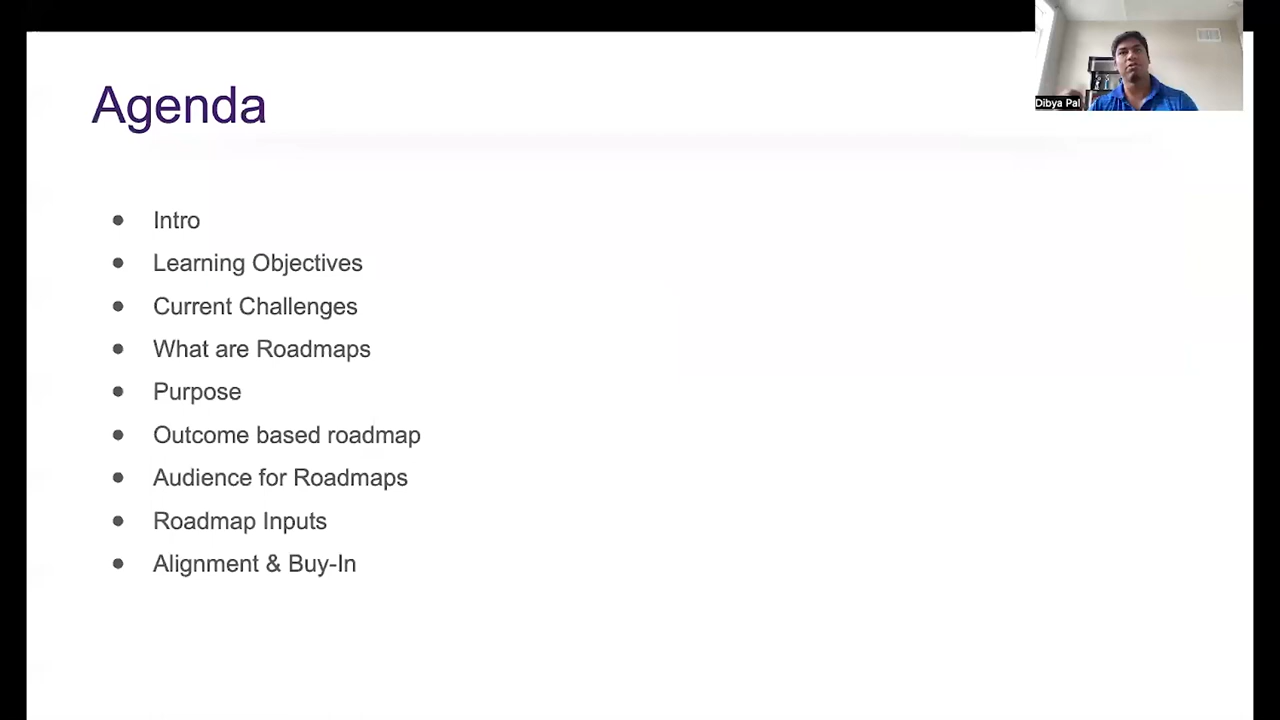 Agenda
Dibya Pal
● Intro
● Learning Objectives
● Current Challenges
● What are Roadmaps
● Purpose
● Outcome based roadmap
● Audience for Roadmaps
● Roadmap Inputs
● Alignment & Buy-In